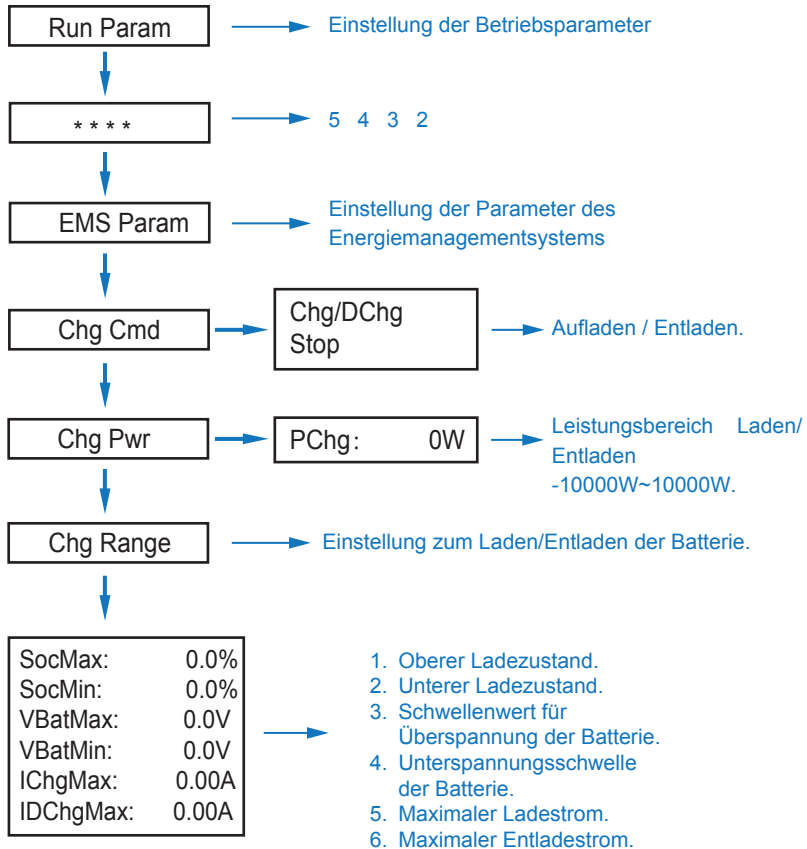 Run Param
Einstellung der Betriebsparameter
* * * *
5 4 3 2
EMS Param
Einstellung der Parameter des
Energiemanagementsystems
Chg Cmd
Chg/DChg
Stop
Aufladen / Entladen.
Chg Pwr
PChg: 0W
Leistungsbereich Laden/
Entladen
-10000W~10000W.
Chg Range
Einstellung zum Laden/Entladen der Batterie.
SocMax: 0.0%
SocMin: 0.0%
VBatMax: 0.0V
VBatMin: 0.0V
IChgMax: 0.00A
IDChgMax: 0.00A
1. Oberer Ladezustand.
2. Unterer Ladezustand.
3. Schwellenwert für
Überspannung der Batterie.
4. Unterspannungsschwelle
der Batterie.
5. Maximaler Ladestrom.
6. Maximaler Entladestrom.